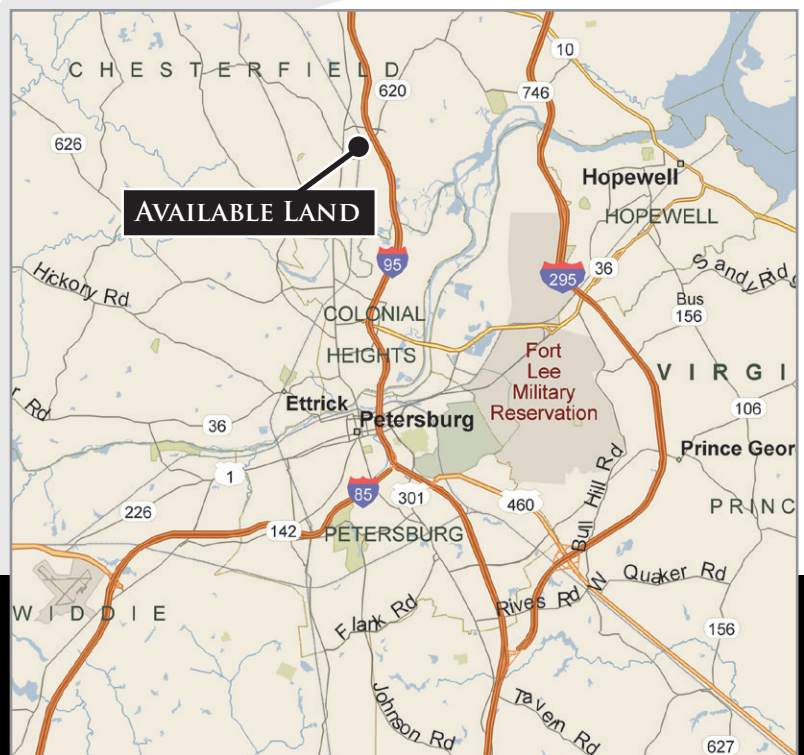 10
CHESTERFIELD
620
746
626
Hopewell
AVAILABLE LAND
HOPEWELL
95
295
36
Sandy Ridg
Hickory Rd
Bus
156
COLONIAL
HEIGHTS
Fort
Lee
Military
Reservation
VIRGI
r Rd
Ettrick
Petersburg
36
106
1
Prince Geor
85
301
460
Bull Hill Rd
PRINC
226
142
PETERSBURG
Quaker Rd
WIDDIE
Flank Rd
Rives Rd W
156
Johnson Rd
Tavern Rd
627